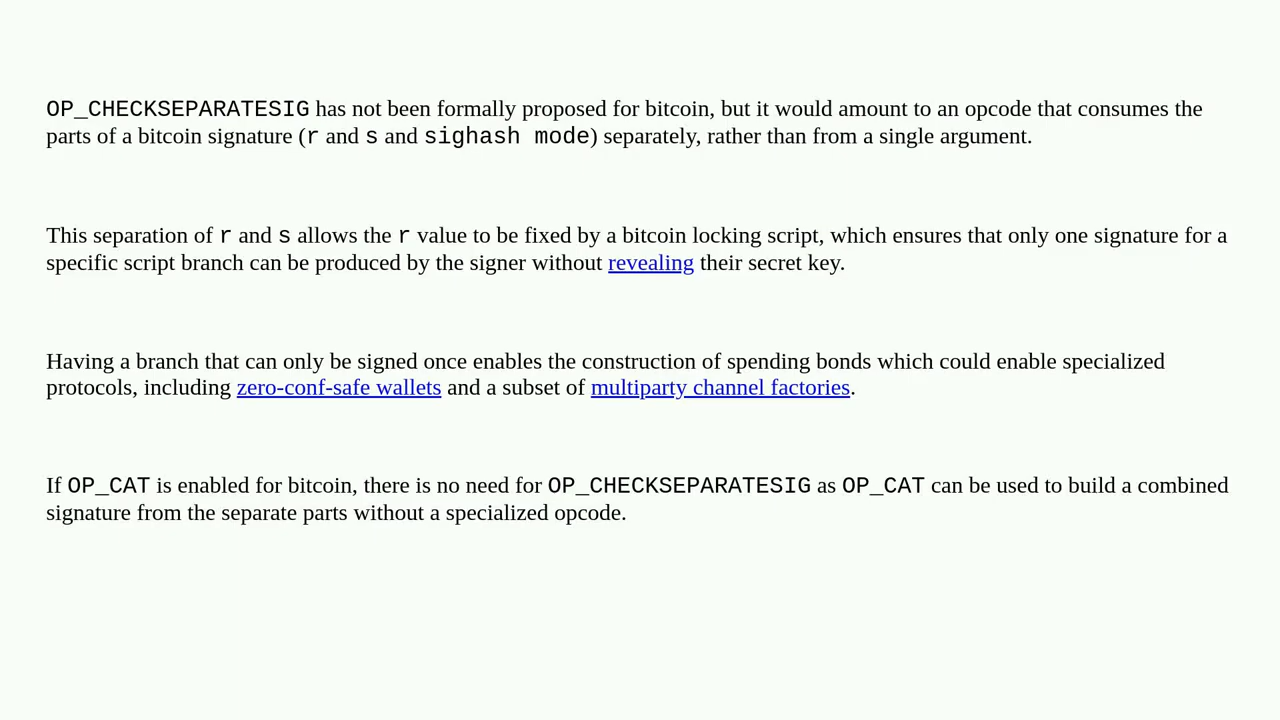 OP_CHECKSEPARATESIG has not been formally proposed for bitcoin, but it would amount to an opcode that consumes the
parts of a bitcoin signature (r and s and sighash mode) separately, rather than from a single argument.
This separation of r and s allows the r value to be fixed by a bitcoin locking script, which ensures that only one signature for a
specific script branch can be produced by the signer without revealing their secret key.
Having a branch that can only be signed once enables the construction of spending bonds which could enable specialized
protocols, including zero-conf-safe wallets and a subset of multiparty channel factories.
If OP_CAT is enabled for bitcoin, there is no need for OP_CHECKSEPARATESIG as OP_CAT can be used to build a combined
signature from the separate parts without a specialized opcode.